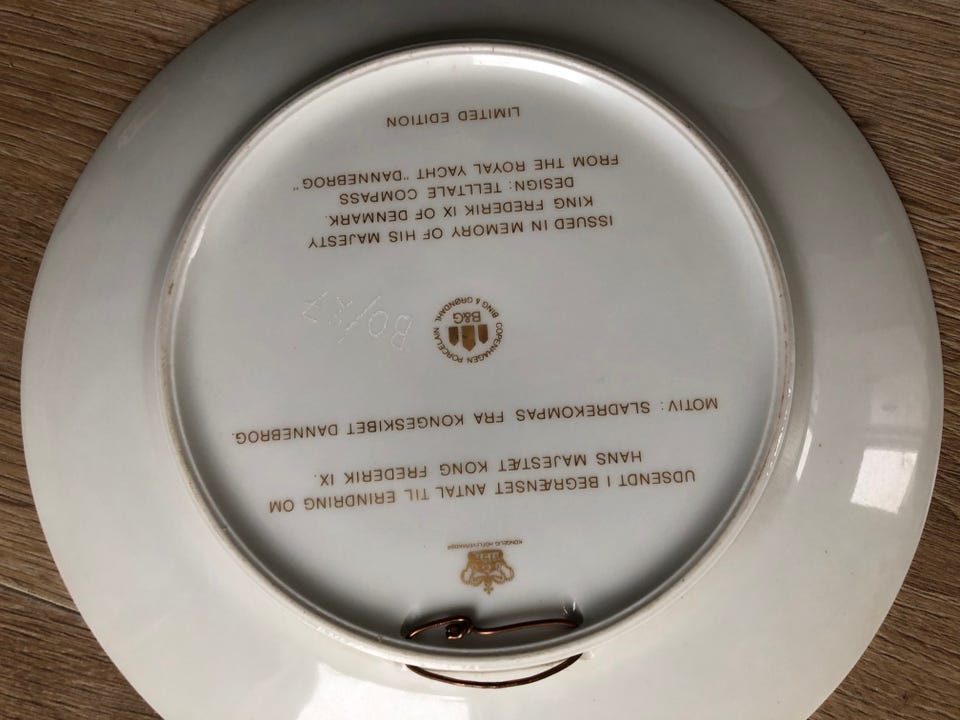 KONGELIG HOFLEVERANDØR
UDSENDT I BEGRÆNSET ANTAL TIL ERINDRING OM
HANS MAJESTÆT KONG FREDERIK IX.
MOTIV: SLADREKOMPAS FRA KONGESKIBET DANNEBROG.
COPENHAGEN PORCELAIN
B&G
BING & GRØNDAHL
ISSUED IN MEMORY OF HIS MAJESTY
KING FREDERIK IX OF DENMARK.
DESIGN: TELLTALE COMPASS
FROM THE ROYAL YACHT "DANNEBROG"
LIMITED EDITION